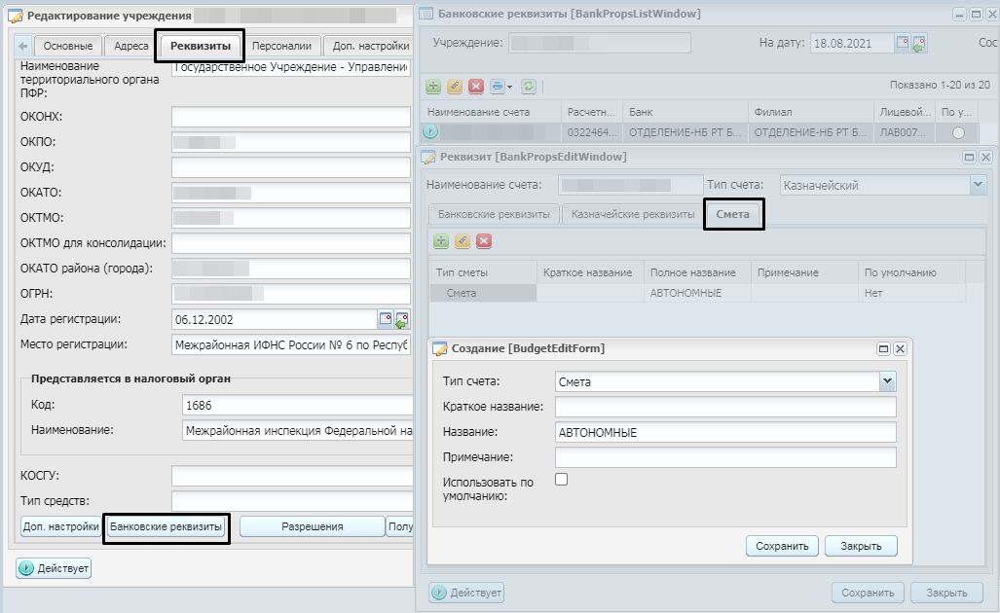 Редактирование учреждения
Основные
Адреса
Реквизиты
Персоналии
Доп. настройки
Наименование
территориального органа
ПФР:
Государственное Учреждение - Управлени
ОКОНХ:
ОКПО:
ОКУД:
ОКАТО:
ОКТМО:
ОКТМО для консолидации:
ОКАТО района (города):
ОГРН:
Дата регистрации:
06.12.2002
Место регистрации:
Межрайонная ИФНС России № 6 по Респуб
Представляется в налоговый орган
Код:
1686
Наименование:
Межрайонная инспекция Федеральной на
КОСГУ:
Тип средств:
Доп. настройки
Банковские реквизиты
Разрешения
Полу
Действует
Банковские реквизиты [BankPropsListWindow]
Учреждение:
На дату:
18.08.2021
Сос
Показано 1-20 из 20
Наименование счета
Расчетн...
Банк
Филиал
Лицевой...
По у...
0322464...
ОТДЕЛЕНИЕ-НБ РТ Б...
ОТДЕЛЕНИЕ-НБ РТ Б...
ЛАВ007...
Реквизит [BankPropsEditWindow]
Наименование счета:
Тип счета:
Казначейский
Банковские реквизиты
Казначейские реквизиты
Смета
Тип сметы
Краткое название
Полное название
Примечание
По умолчанию
Смета
АВТОНОМНЫЕ
Нет
Создание [BudgetEditForm]
Тип счета:
Смета
Краткое название:
Название:
АВТОНОМНЫЕ
Примечание:
Использовать по
умолчанию:
Сохранить
Закрыть
Действует
Сохранить
Закрыть